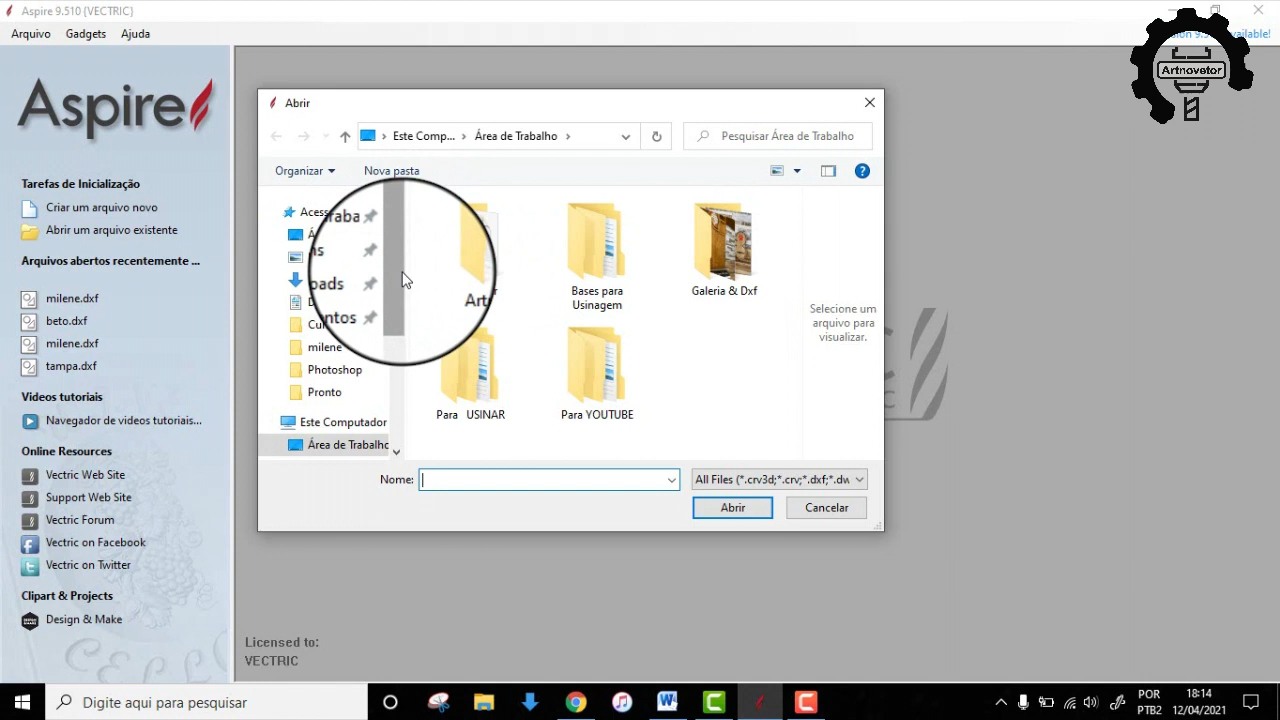 Aspire 9.510 {VECTRIC}
Arquivo Gadgets Ajuda
available!
Artnovetor
Aspire
Tarefas de Inicialização
Criar um arquivo novo
Abrir um arquivo existente
Arquivos abertos recentemente ...
milene.dxf
beto.dxf
milene.dxf
tampa.dxf
Videos tutoriais
Navegador de videos tutoriais...
Online Resources
Vectric Web Site
Support Web Site
Vectric Forum
Vectric on Facebook
Vectric on Twitter
Clipart & Projects
Design & Make
Abrir
Este Comp... Área de Trabalho
Pesquisar Área de Trabalho
Organizar Nova pasta
Acess
raba
ns
oads
ntos
milene
Photoshop
Pronto
Este Computador
Área de Trabalho
Art
Bases para
Usinagem
Galeria & Dxf
Para USINAR
Para YOUTUBE
Selecione um
arquivo para
visualizar.
Nome:
All Files (*.crv3d;*.crv;*.dxf;*.dw
Abrir Cancelar
Licensed to:
VECTRIC
Digite aqui para pesquisar
POR
PTB2
18:14
12/04/2021